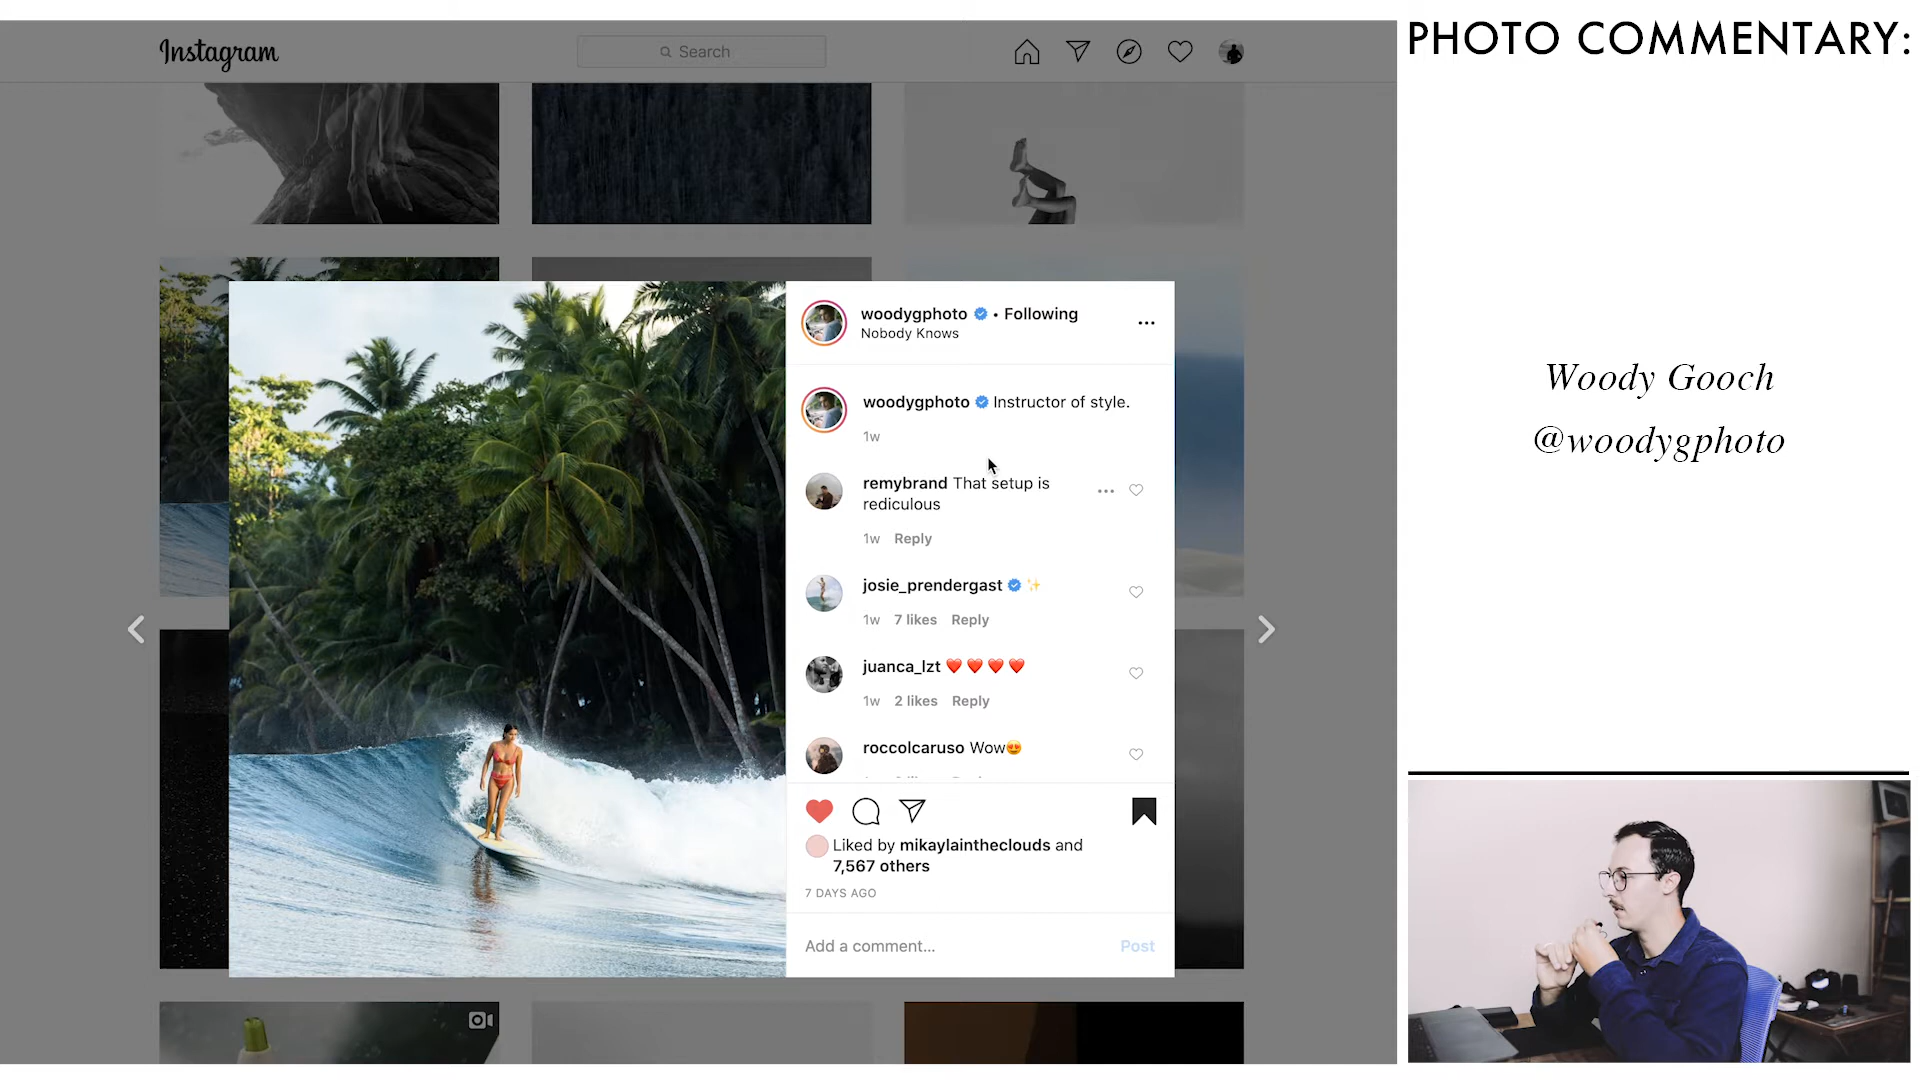 Instagram
Search
PHOTO COMMENTARY:
woodygphoto • Following
Nobody Knows
woodygphoto Instructor of style.
1w
remybrand That setup is
rediculous
1w Reply
josie_prendergast ✨
1w 7 likes Reply
juanca_lzt ❤️ ❤️ ❤️ ❤️
1w 2 likes Reply
roccolcaruso Wow😍
Liked by mikaylaintheclouds and
7,567 others
7 DAYS AGO
Add a comment... Post
Woody Gooch
@woodygphoto